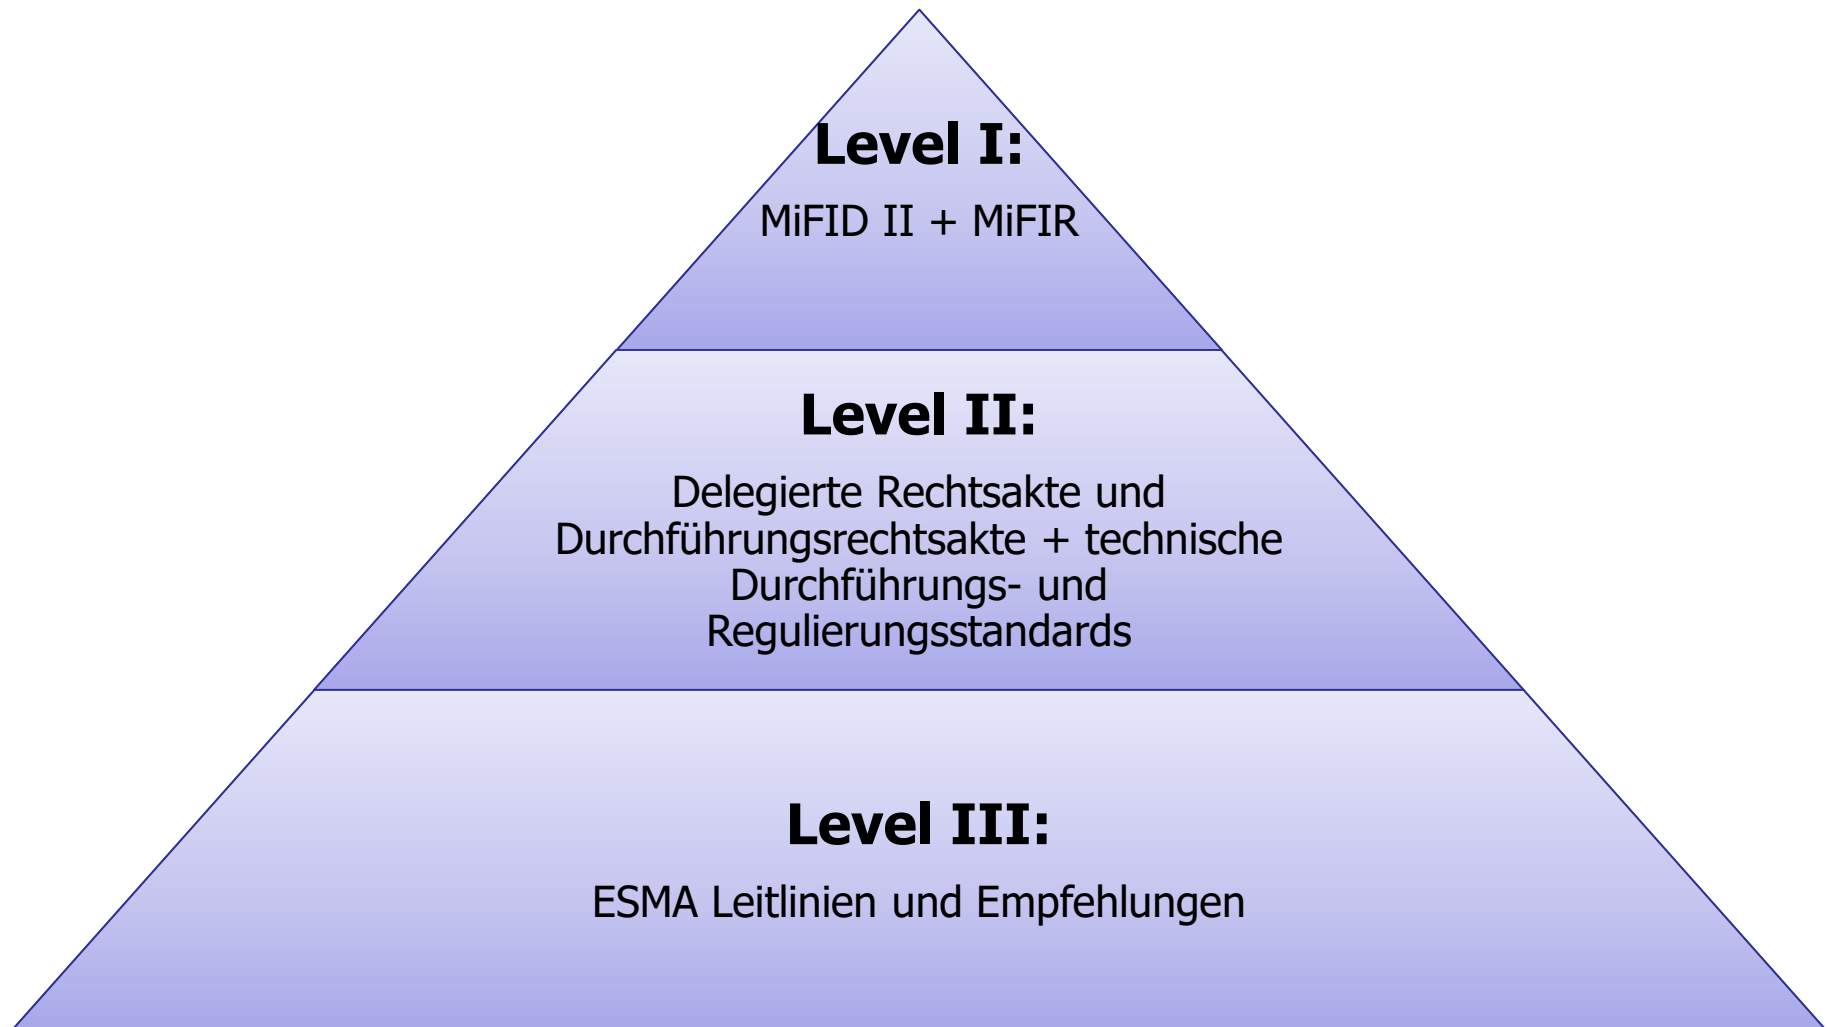 Level I:
MiFID II + MiFIR
Level II:
Delegierte Rechtsakte und
Durchführungsrechtsakte + technische
Durchführungs- und
Regulierungsstandards
Level III:
ESMA Leitlinien und Empfehlungen